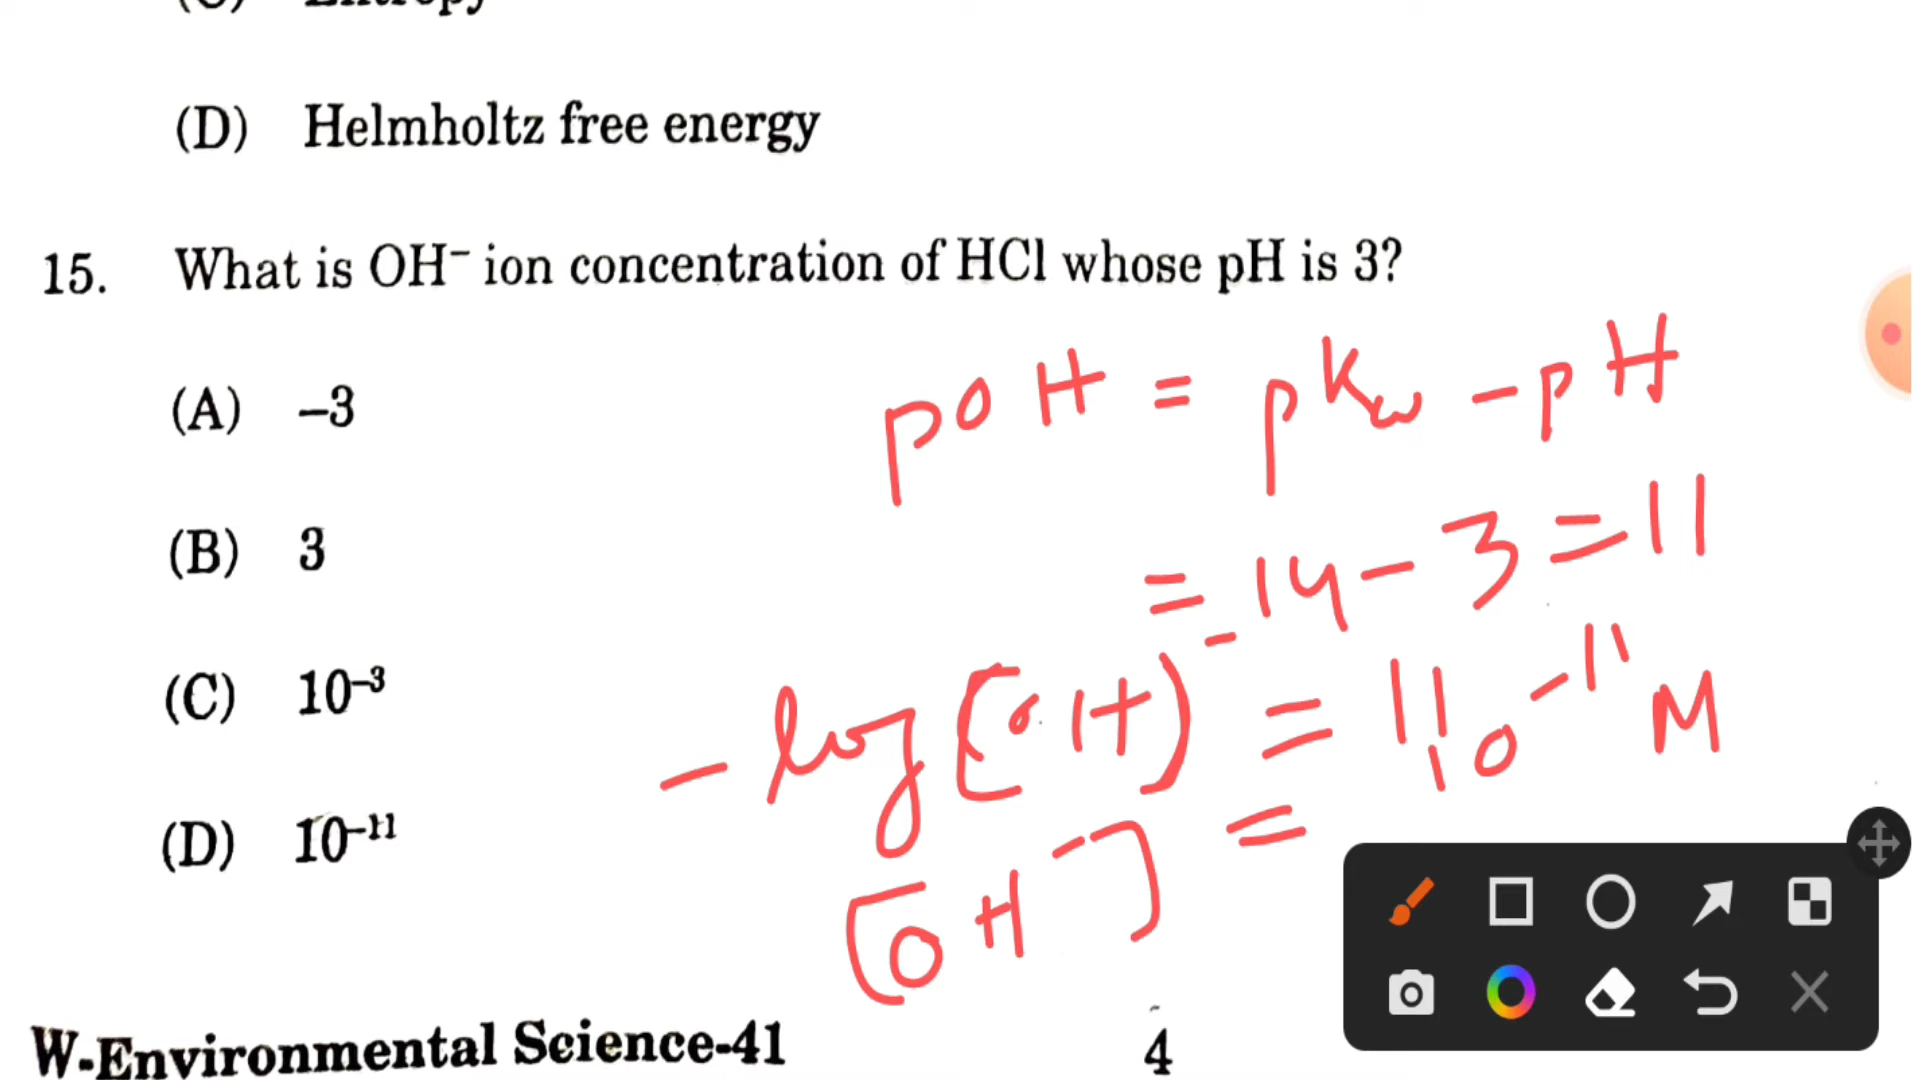 (C) Entropy
(D) Helmholtz free energy
15. What is OH⁻ ion concentration of HCl whose pH is 3?
(A) –3
(B) 3
(C) 10⁻³
(D) 10⁻¹¹
pOH = pKw - pH
= 14 - 3 = 11
- log [OH⁻] = 11
[OH⁻] = 10⁻¹¹ M
W-Environmental Science-41 4